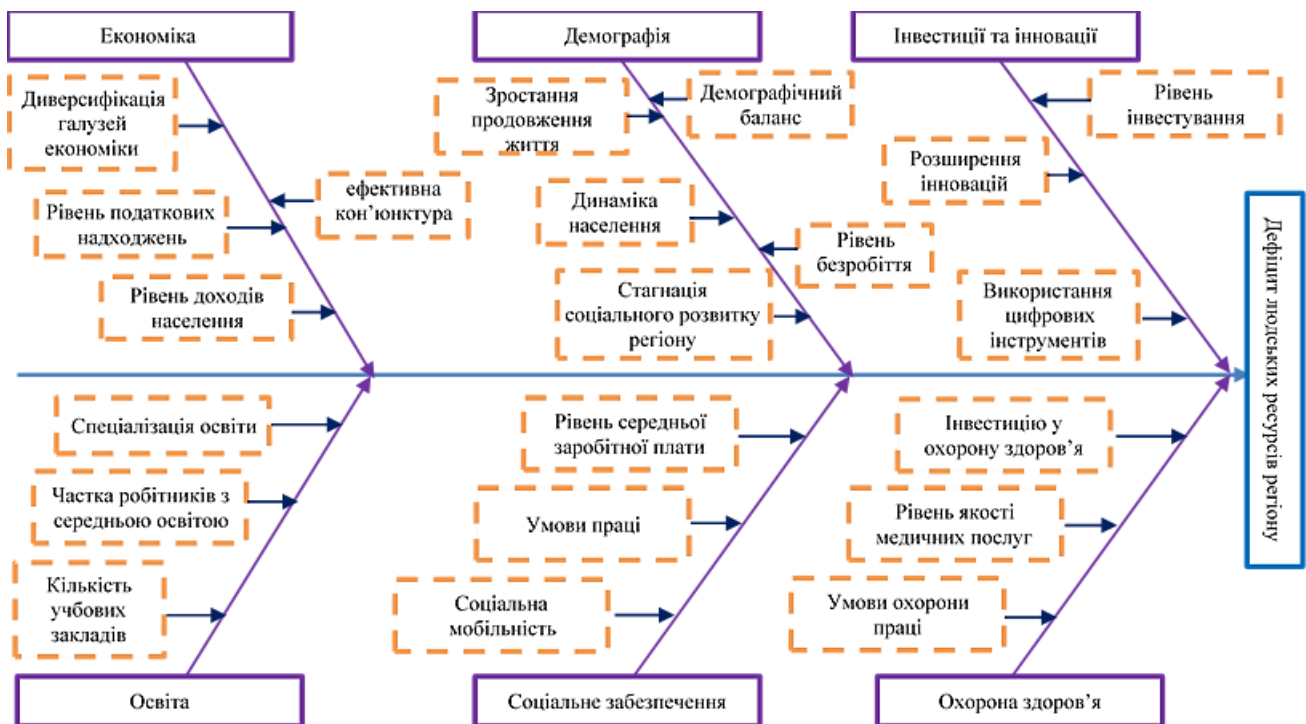 Економіка
Демографія
Інвестиції та інновації
Диверсифікація
галузей
економіки
ефективна
кон’юнктура
Рівень податкових
надходжень
Рівень доходів
населення
Зростання
продовження
життя
Демографічний
баланс
Динаміка
населення
Рівень
безробіття
Стагнація
соціального розвитку
регіону
Рівень
інвестування
Розширення
інновацій
Використання
цифрових
інструментів
Дефіцит людських ресурсів регіону
Спеціалізація освіти
Частка робітників з
середньою освітою
Кількість
учбових
закладів
Рівень середньої
заробітної плати
Умови праці
Соціальна
мобільність
Інвестицію у
охорону здоров’я
Рівень якості
медичних послуг
Умови охорони
праці
Освіта
Соціальне забезпечення
Охорона здоров’я